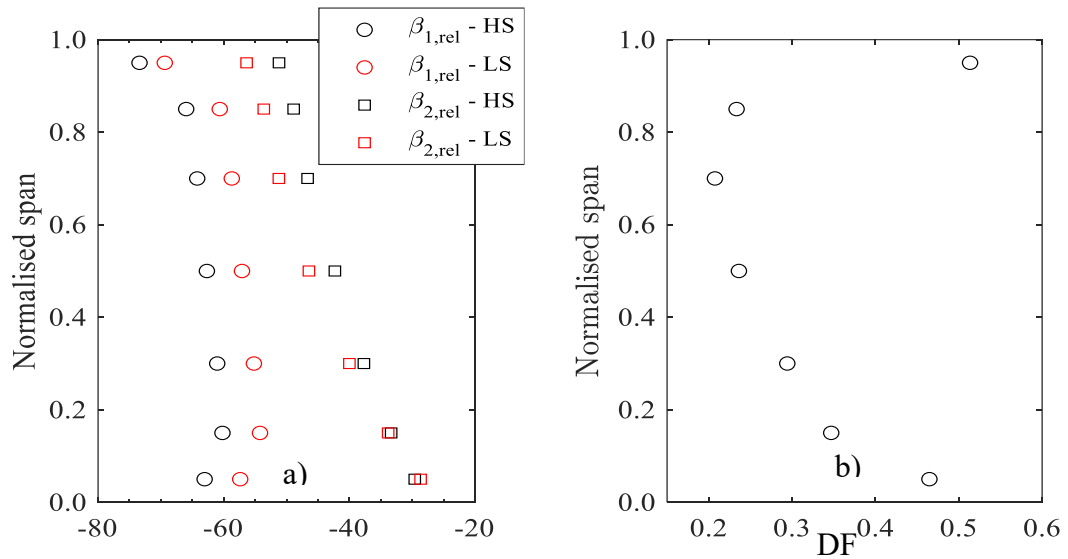 β1,rel - HS
β1,rel - LS
β2,rel - HS
β2,rel - LS
Normalised span
1.0
0.8
0.6
0.4
0.2
0.0
-80
-60
-40
-20
a)
Normalised span
1.0
0.8
0.6
0.4
0.2
0.0
0.2
0.3
0.4
0.5
0.6
b)
DF